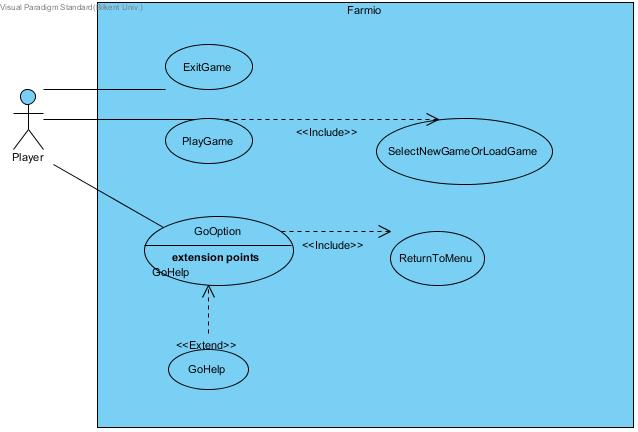 Visual Paradigm Standard(Bilkent Univ.)
Farmio
ExitGame
PlayGame
<<Include>>
SelectNewGameOrLoadGame
Player
GoOption
<<Include>>
extension points
GoHelp
ReturnToMenu
<<Extend>>
GoHelp